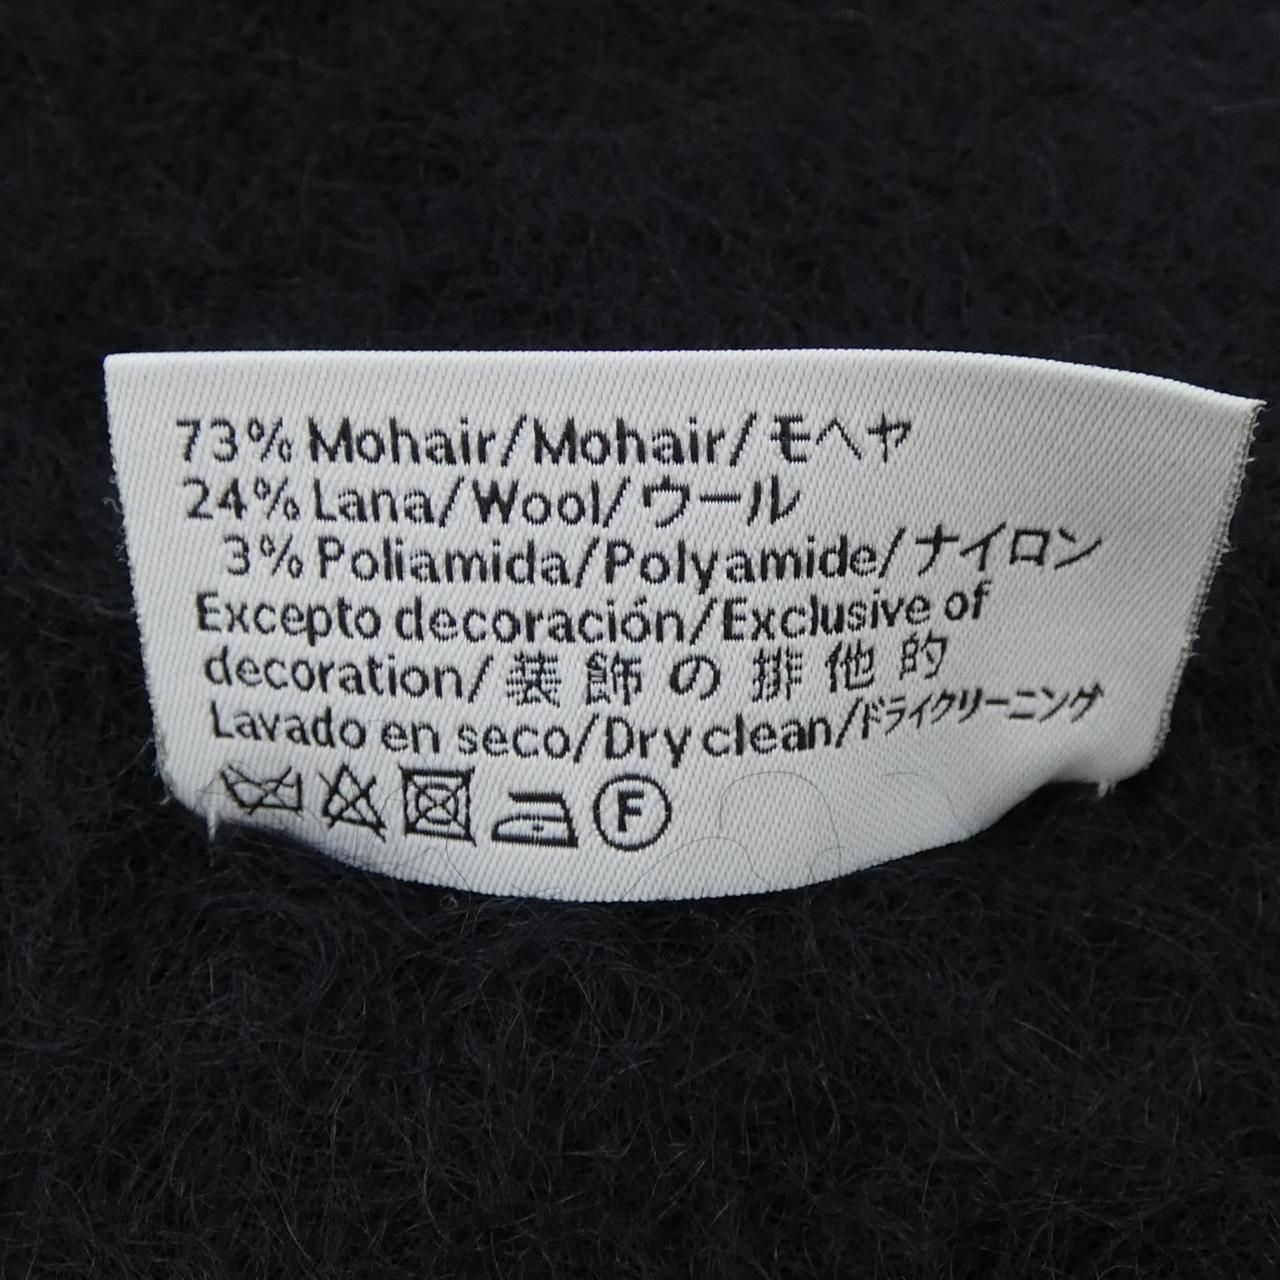 73% Mohair/Mohair/モヘヤ
24% Lana/Wool/ウール
3% Poliamida/Polyamide/ナイロン
Excepto decoración/Exclusive of
decoration/装飾の排他的
Lavado en seco/Dry clean/ドライクリーニング
F